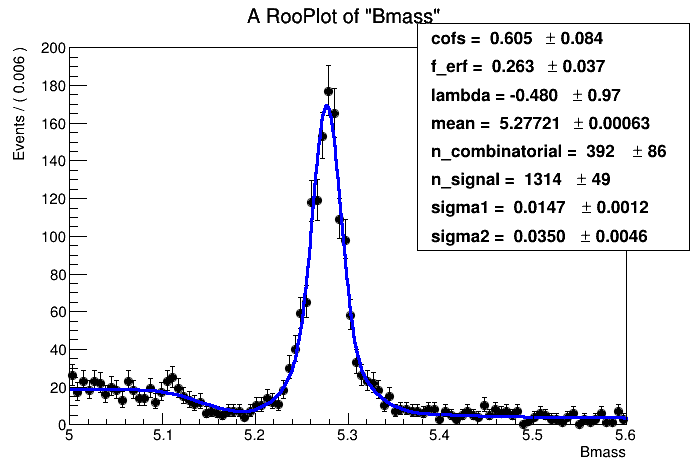 A RooPlot of "Bmass"
cofs = 0.605 ± 0.084
f_erf = 0.263 ± 0.037
lambda = -0.480 ± 0.97
mean = 5.27721 ± 0.00063
n_combinatorial = 392 ± 86
n_signal = 1314 ± 49
sigma1 = 0.0147 ± 0.0012
sigma2 = 0.0350 ± 0.0046
Events / ( 0.006 )
200
180
160
140
120
100
80
60
40
20
0
5 5.1 5.2 5.3 5.4 5.5 5.6
Bmass